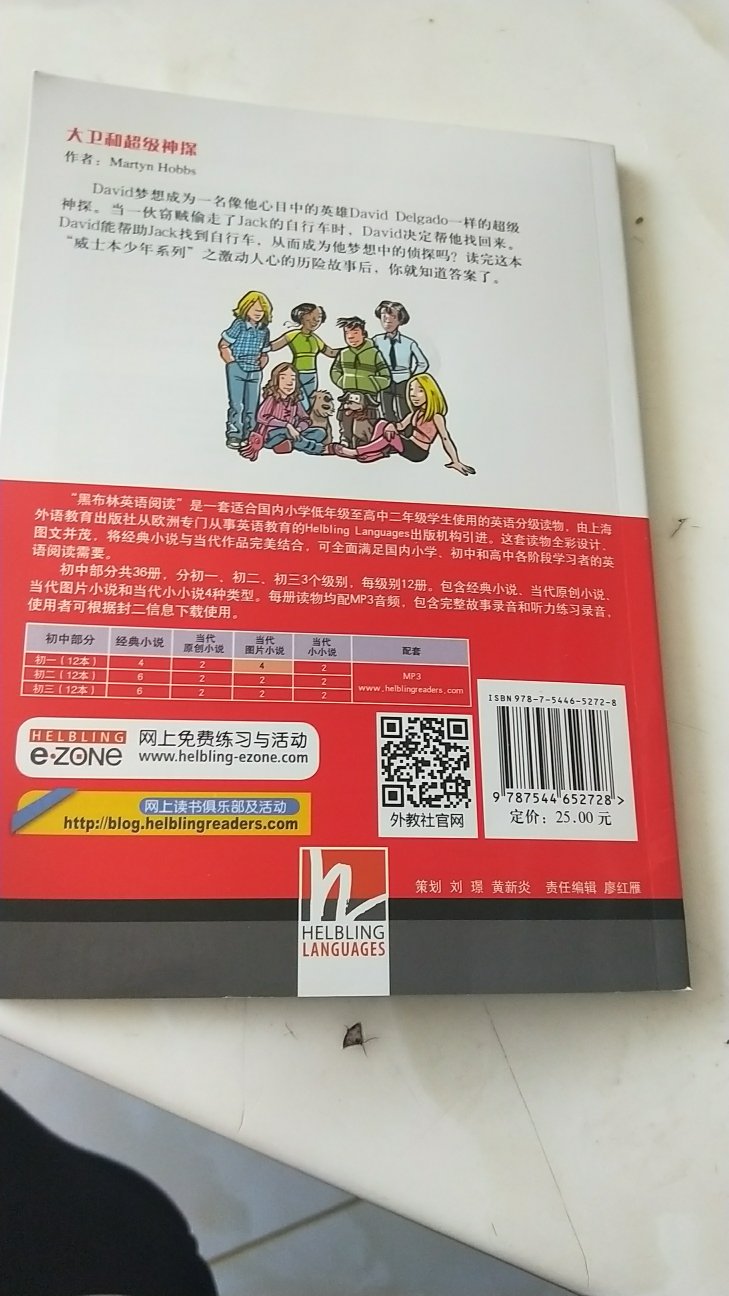 大卫和超级神探
作者：Martyn Hobbs
David梦想成为一名像他心目中的英雄David Delgado一样的超级
神探。当一伙窃贼偷走了Jack的自行车时，David决定帮他找回来。
David能帮助Jack找到自行车，从而成为他梦想中的侦探吗？读完这本
“威士本少年系列”之激动人心的历险故事后，你就知道答案了。
“黑布林英语阅读”是一套适合国内小学低年级至高中二年级学生使用的英语分级读物，由上海
外语教育出版社从欧洲专门从事英语教育的Helbling Languages出版机构引进。这套读物全彩设计、
图文并茂，将经典小说与当代作品完美结合，可全面满足国内小学、初中和高中各阶段学习者的英
语阅读需要。
初中部分共36册，分初一、初二、初三3个级别，每级别12册。包含经典小说、当代原创小说、
当代图片小说和当代小小说4种类型。每册读物均配MP3音频，包含完整故事录音和听力练习录音，
使用者可根据封二信息下载使用。
初中部分 经典小说 当代原创小说 当代图片小说 当代小小说 配套
初一（12本） 4 2 4 2 MP3
初二（12本） 6 2 2 2 www.helblingreaders.com
初三（12本） 6 2 2 2
HELBLING
e·zone
网上免费练习与活动
www.helbling-ezone.com
网上读书俱乐部及活动
http://blog.helblingreaders.com
外教社官网
ISBN 978-7-5446-5272-8
9 787544 652728 >
定价：25.00 元
策划 刘 璟 黄新炎 责任编辑 廖红雁
h
HELBLING
LANGUAGES